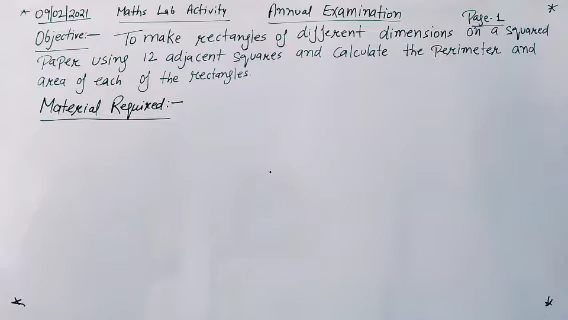 09/02/2021 Maths Lab Activity Annual Examination Page-1
Objective:- To make rectangles of different dimensions on a squared
Paper using 12 adjacent squares and Calculate the Perimeter and
area of each of the rectangles
Material Required:-